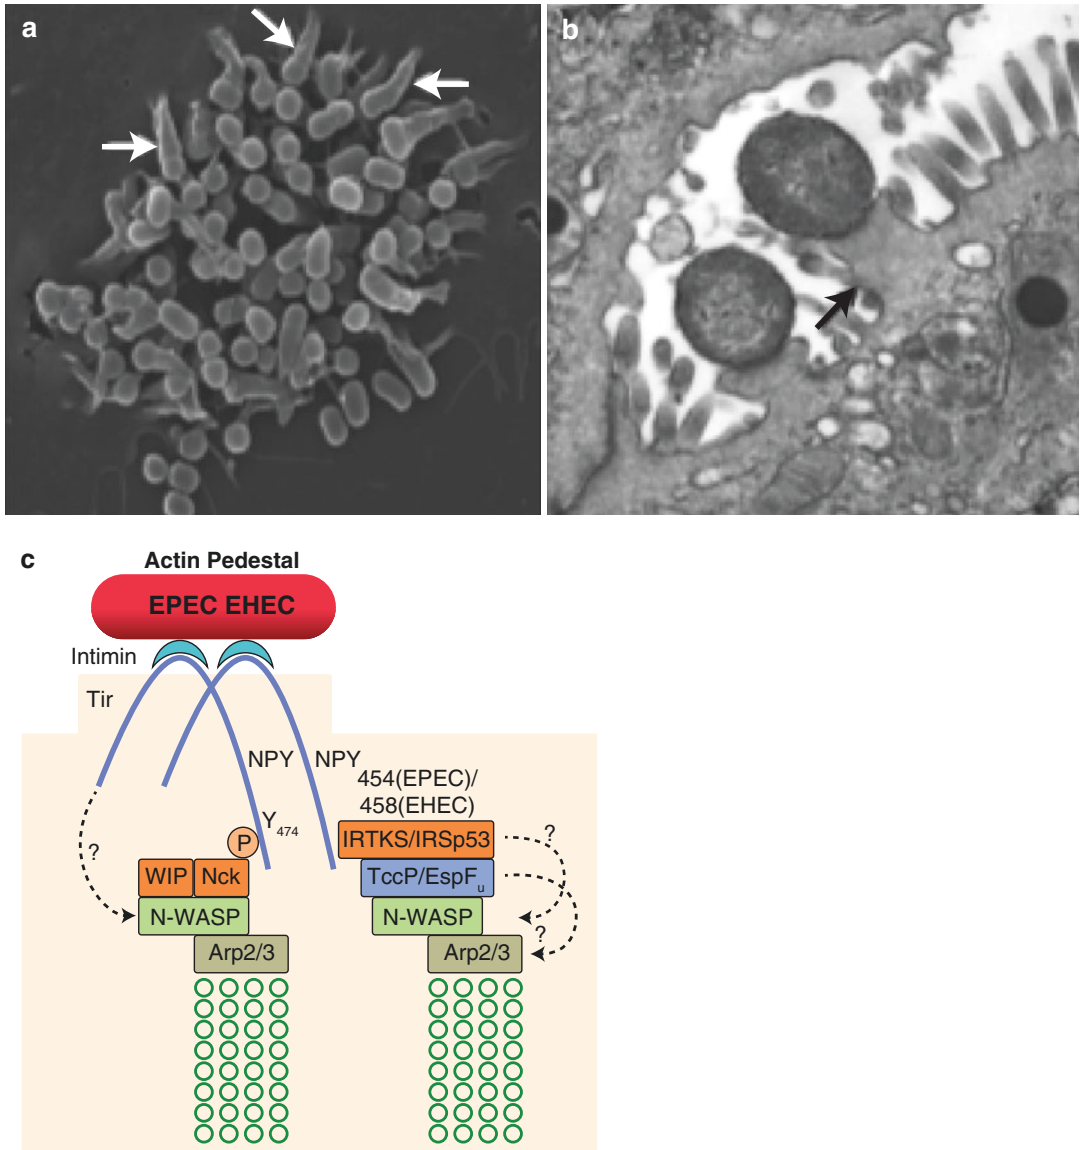 a
b
c
Actin Pedestal
EPEC EHEC
Intimin
Tir
NPY
NPY
454(EPEC)/
458(EHEC)
Y474
P
IRTKS/IRSp53
?
?
WIP
Nck
TccP/EspFu
N-WASP
N-WASP
?
Arp2/3
Arp2/3